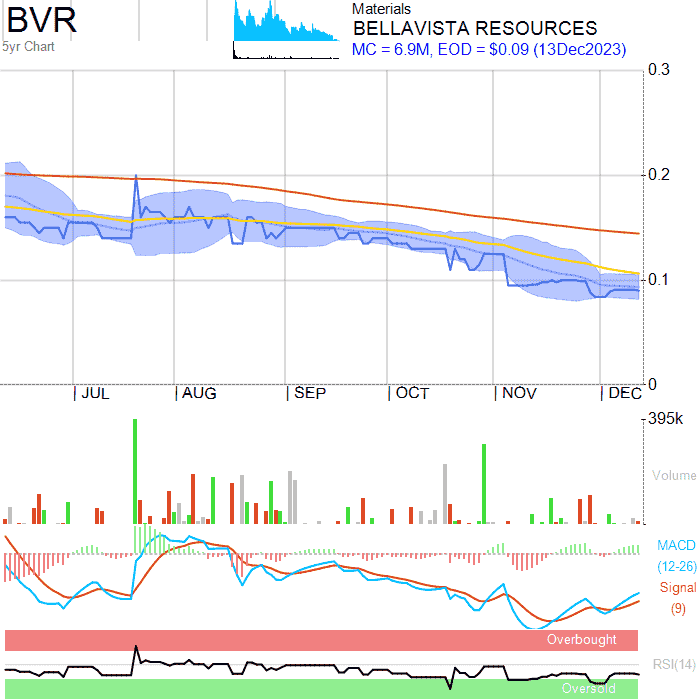 BVR
5yr Chart
Materials
BELLAVISTA RESOURCES
MC = 6.9M, EOD = $0.09 (13Dec2023)
0.3
0.2
0.1
0
| JUL
| AUG
| SEP
| OCT
| NOV
| DEC
395k
Volume
MACD
(12-26)
Signal
(9)
Overbought
RSI(14)
Oversold